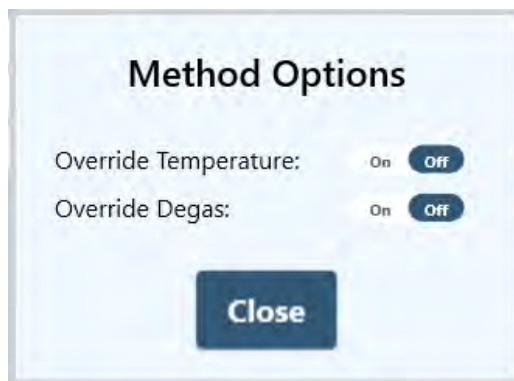 Method Options
Override Temperature: On Off
Override Degas: On Off
Close